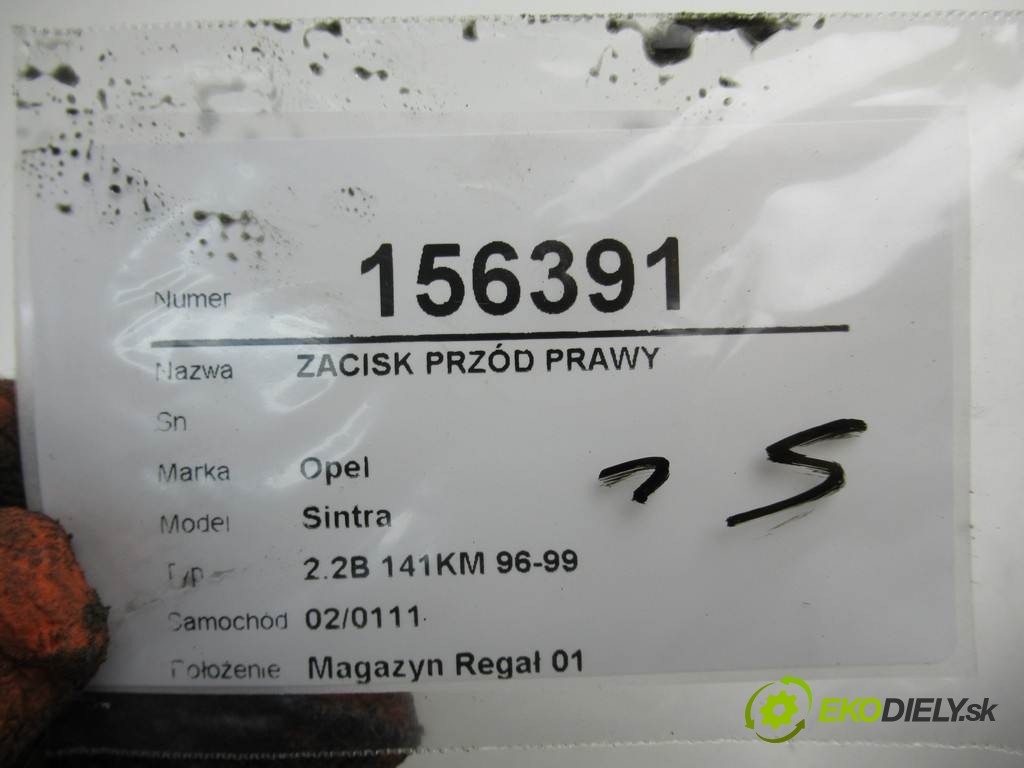 Numer 156391
Nazwa ZACISK PRZÓD PRAWY
Sn
Marka Opel
Model Sintra
Typ 2.2B 141KM 96-99
Samochód 02/0111
Położenie Magazyn Regał 01
EKODIELY.sk